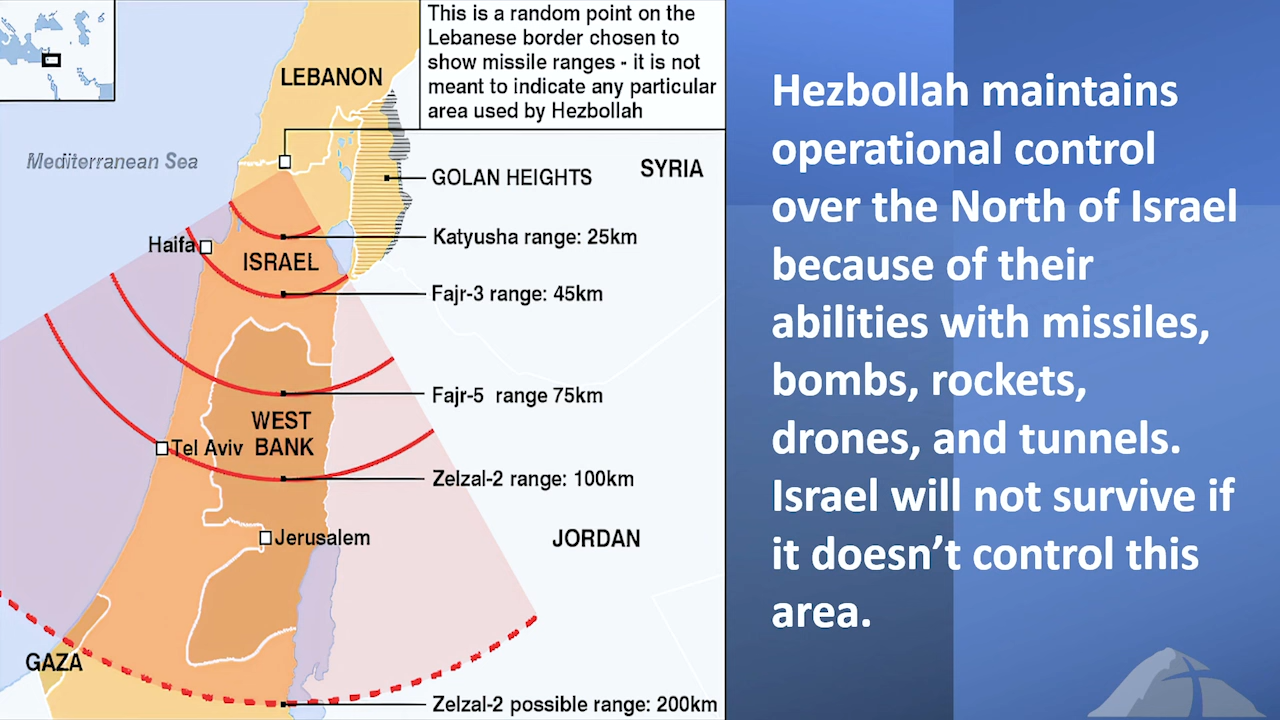 This is a random point on the
Lebanese border chosen to
show missile ranges - it is not
meant to indicate any particular
area used by Hezbollah
LEBANON
Mediterranean Sea
SYRIA
GOLAN HEIGHTS
Katyusha range: 25km
Haifa
ISRAEL
Fajr-3 range: 45km
Fajr-5 range 75km
WEST
BANK
Tel Aviv
Zelzal-2 range: 100km
Jerusalem
JORDAN
GAZA
Zelzal-2 possible range: 200km
Hezbollah maintains
operational control
over the North of Israel
because of their
abilities with missiles,
bombs, rockets,
drones, and tunnels.
Israel will not survive if
it doesn’t control this
area.